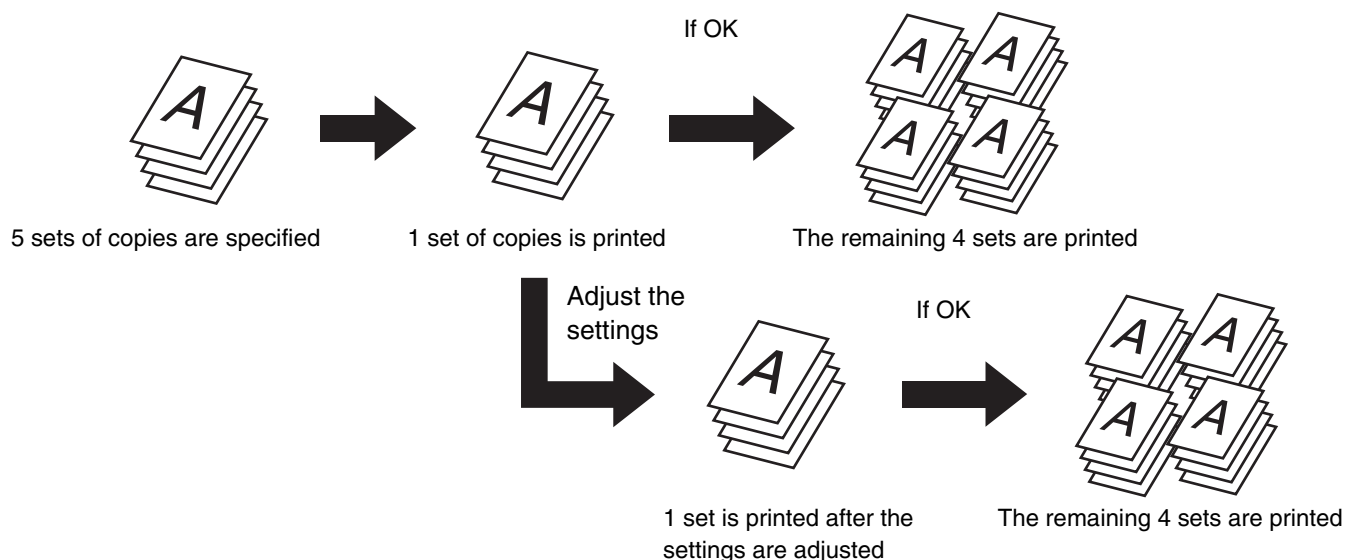 If OK
A
A
A
A
A
A
5 sets of copies are specified
1 set of copies is printed
The remaining 4 sets are printed
Adjust the
settings
If OK
A
A
A
A
A
1 set is printed after the
settings are adjusted
The remaining 4 sets are printed